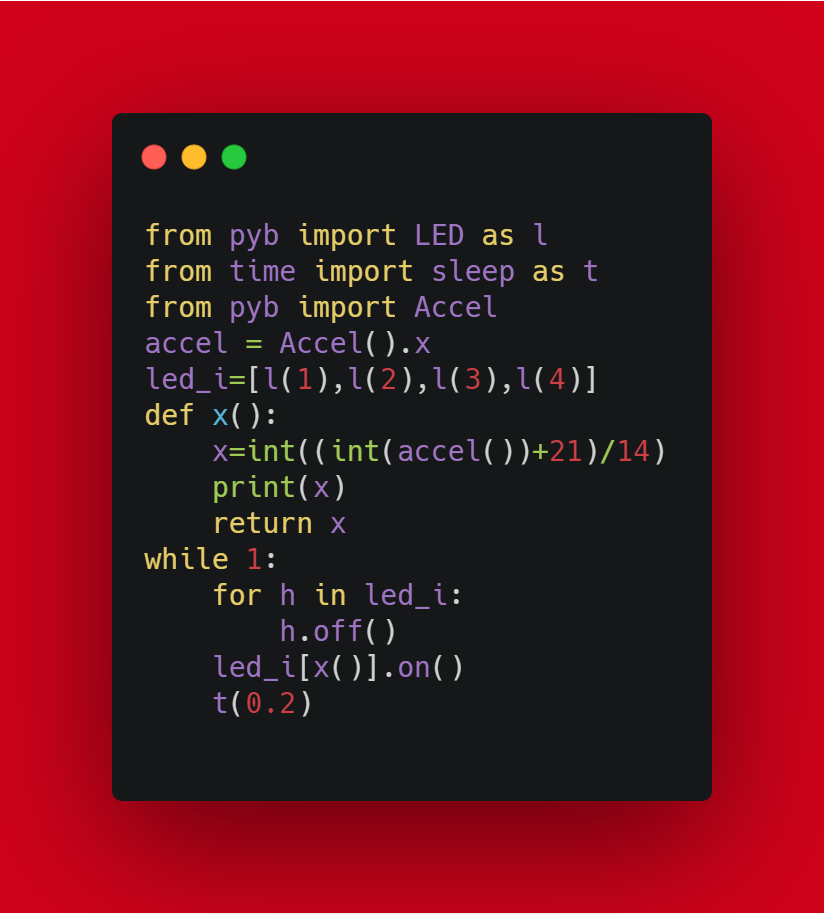 from pyb import LED as l
from time import sleep as t
from pyb import Accel
accel = Accel().x
led_i=[l(1),l(2),l(3),l(4)]
def x():
    x=int((int(accel())+21)/14)
    print(x)
    return x
while 1:
    for h in led_i:
        h.off()
    led_i[x()].on()
    t(0.2)